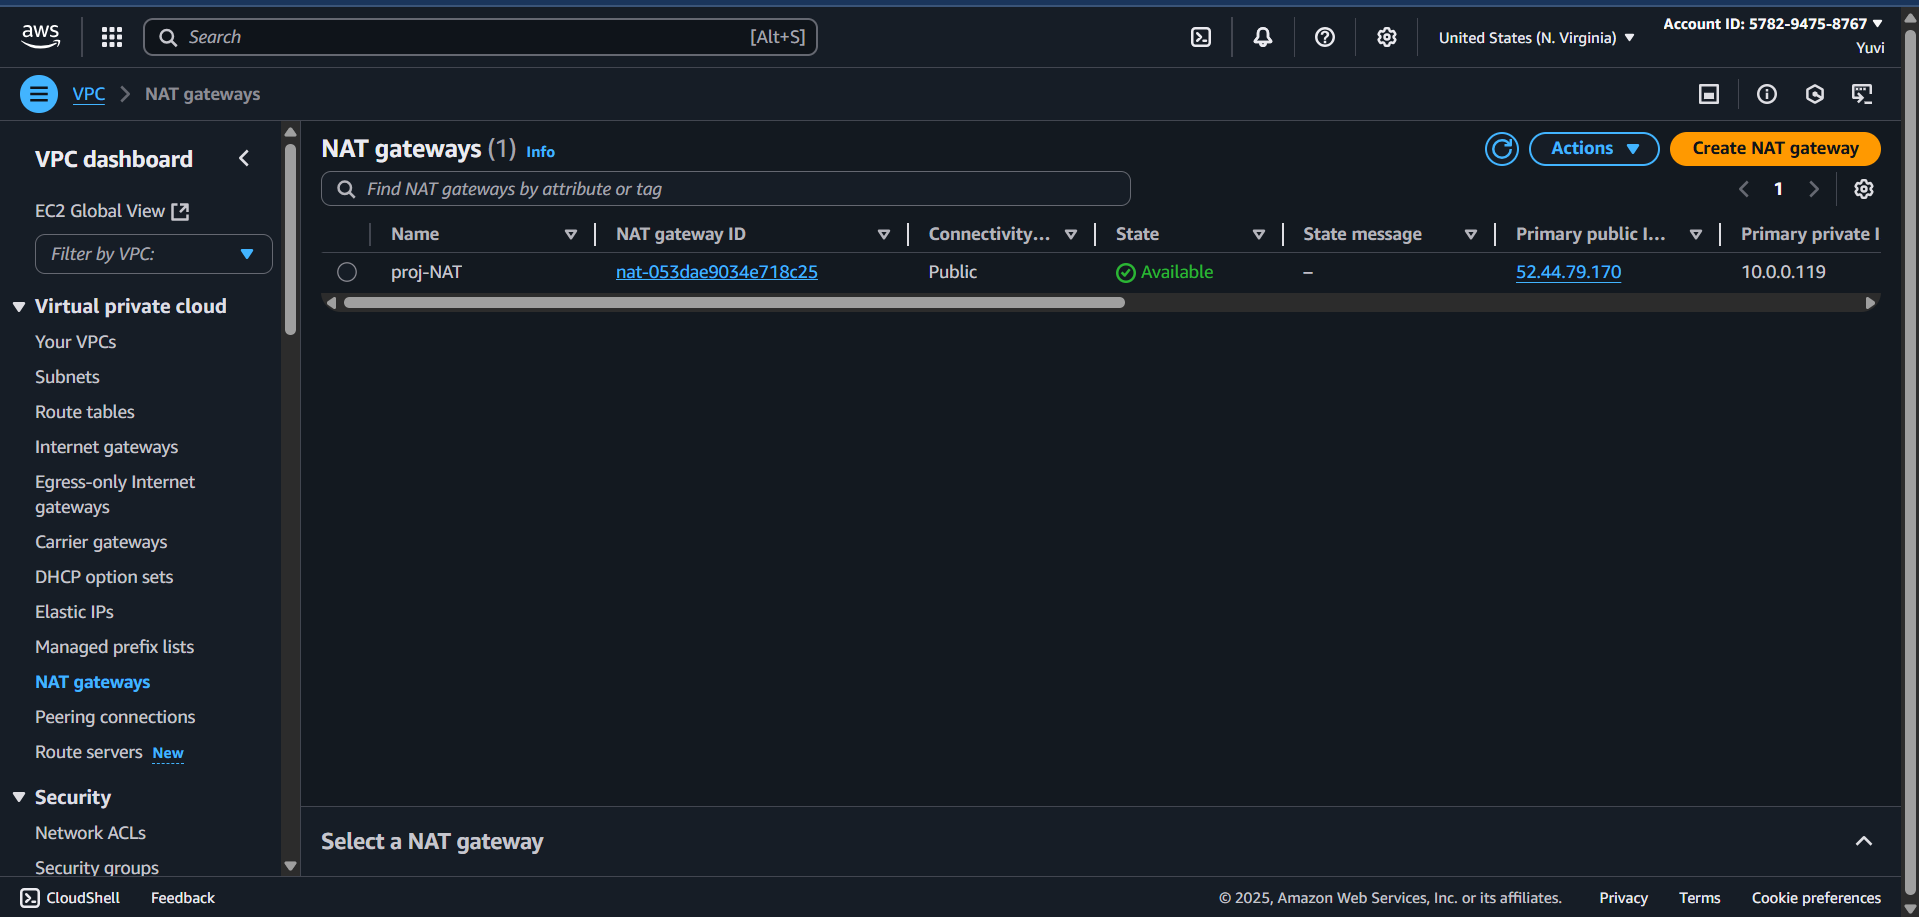 aws
Search [Alt+S]
United States (N. Virginia)
Account ID: 5782-9475-8767
Yuvi
VPC
NAT gateways
VPC dashboard
EC2 Global View
Filter by VPC:
Virtual private cloud
Your VPCs
Subnets
Route tables
Internet gateways
Egress-only Internet
gateways
Carrier gateways
DHCP option sets
Elastic IPs
Managed prefix lists
NAT gateways
Peering connections
Route servers New
Security
Network ACLs
Security groups
NAT gateways (1) Info
Actions
Create NAT gateway
Find NAT gateways by attribute or tag
1
Name NAT gateway ID Connectivity... State State message Primary public I... Primary private I
proj-NAT nat-053dae9034e718c25 Public Available – 52.44.79.170 10.0.0.119
Select a NAT gateway
CloudShell Feedback © 2025, Amazon Web Services, Inc. or its affiliates. Privacy Terms Cookie preferences